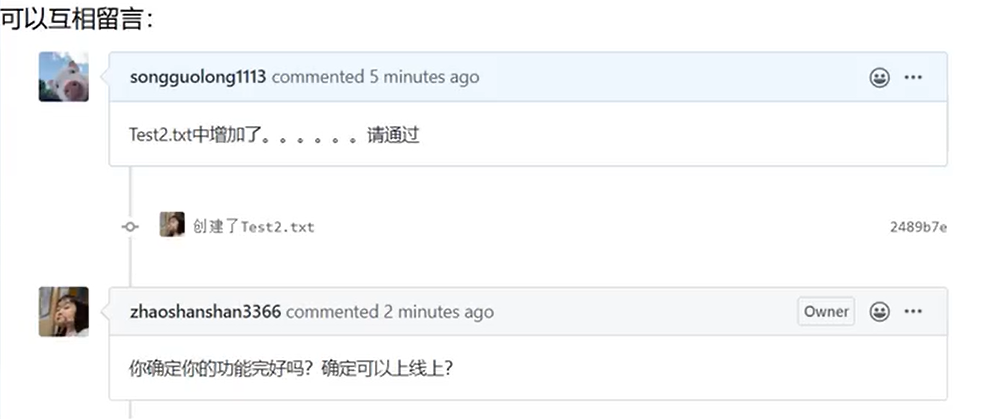 可以互相留言：
songguolong1113 commented 5 minutes ago
Test2.txt中增加了。。。。。。请通过
创建了Test2.txt 2489b7e
zhaoshanshan3366 commented 2 minutes ago Owner
你确定你的功能完好吗？确定可以上线上？